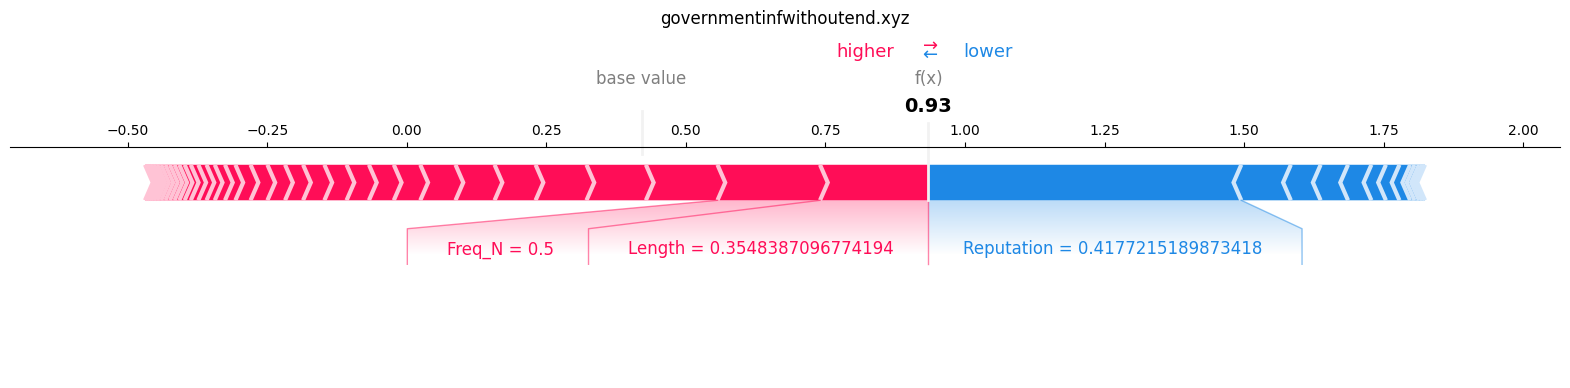 governmentinfwithoutend.xyz
higher → ← lower
base value f(x)
0.93
−0.50 −0.25 0.00 0.25 0.50 0.75 1.00 1.25 1.50 1.75 2.00
Freq_N = 0.5 Length = 0.3548387096774194 Reputation = 0.4177215189873418